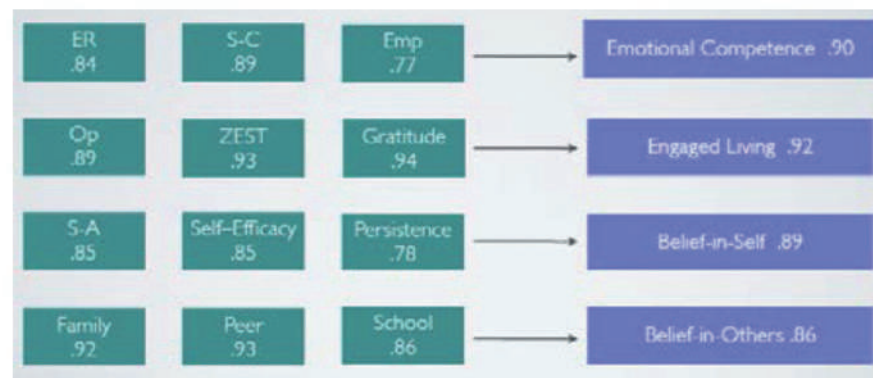 ER
.84
S-C
.89
Emp
.77
Emotional Competence .90
Op
.89
ZEST
.93
Gratitude
.94
Engaged Living .92
S-A
.85
Self-Efficacy
.85
Persistence
.78
Belief-in-Self .89
Family
.92
Peer
.93
School
.86
Belief-in-Others .86